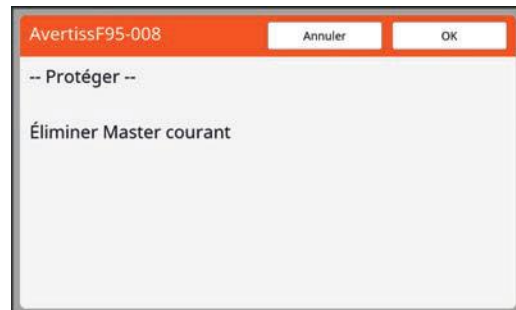 AvertissF95-008
Annuler
OK
-- Protéger --
Éliminer Master courant